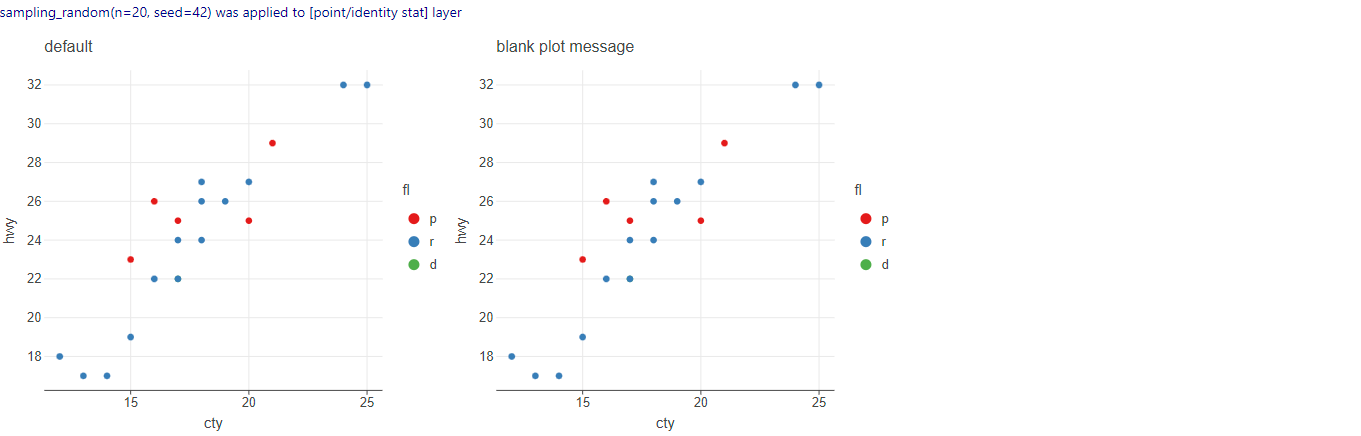 sampling_random(n=20, seed=42) was applied to [point/identity stat] layer
default
32
30
28
26
24
22
20
18
hwy
15
20
25
cty
fl
p
r
d
blank plot message
32
30
28
26
24
22
20
18
hwy
15
20
25
cty
fl
p
r
d